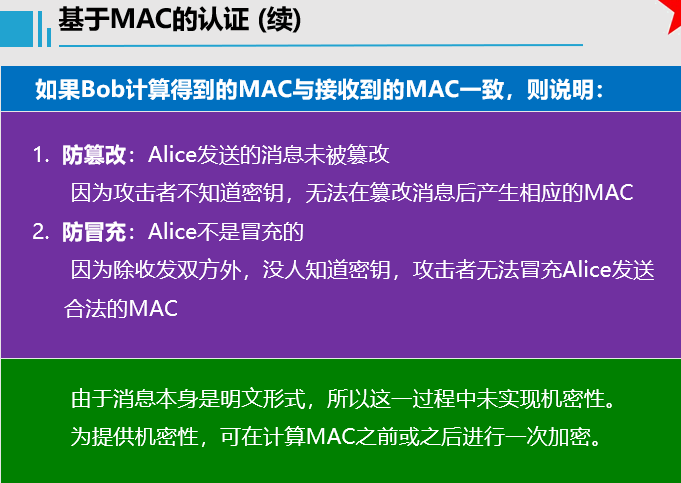 基于MAC的认证 (续)
如果Bob计算得到的MAC与接收到的MAC一致，则说明：
1. 防篡改：Alice发送的消息未被篡改
因为攻击者不知道密钥，无法在篡改消息后产生相应的MAC
2. 防冒充：Alice不是冒充的
因为除收发双方外，没人知道密钥，攻击者无法冒充Alice发送
合法的MAC
由于消息本身是明文形式，所以这一过程中未实现机密性。
为提供机密性，可在计算MAC之前或之后进行一次加密。